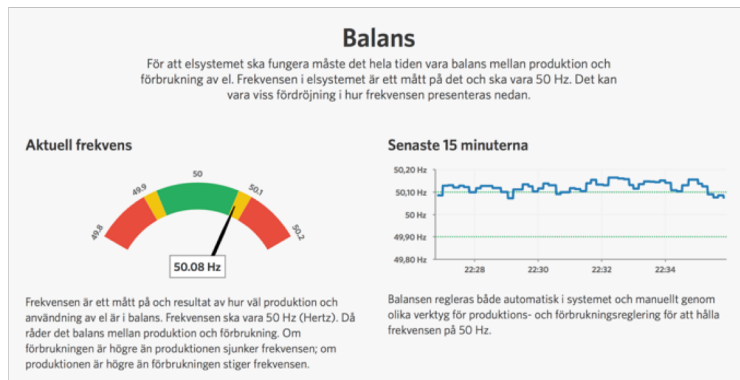 Balans
För att elsystemet ska fungera måste det hela tiden vara balans mellan produktion och
förbrukning av el. Frekvensen i elsystemet är ett mått på det och ska vara 50 Hz. Det kan
vara viss fördröjning i hur frekvensen presenteras nedan.
Aktuell frekvens
49.8
49.9
50
50.1
50.2
50.08 Hz
Frekvensen är ett mått på och resultat av hur väl produktion och
användning av el är i balans. Frekvensen ska vara 50 Hz (Hertz). Då
råder det balans mellan produktion och förbrukning. Om
förbrukningen är högre än produktionen sjunker frekvensen; om
produktionen är högre än förbrukningen stiger frekvensen.
Senaste 15 minuterna
50,20 Hz
50,10 Hz
50 Hz
49,90 Hz
49,80 Hz
22:28 22:30 22:32 22:34
Balansen regleras både automatisk i systemet och manuellt genom
olika verktyg för produktions- och förbrukningsreglering för att hålla
frekvensen på 50 Hz.